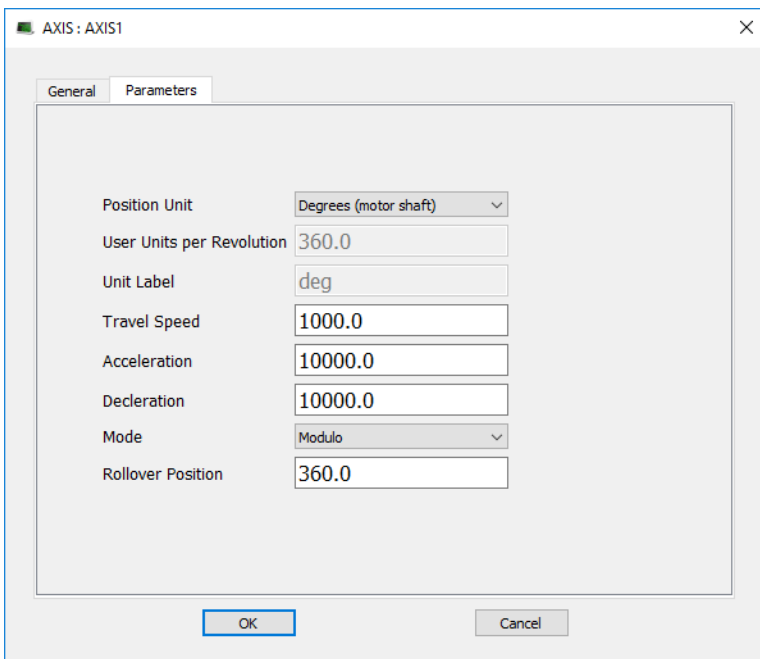 AXIS : AXIS1
General Parameters
Position Unit Degrees (motor shaft)
User Units per Revolution 360.0
Unit Label deg
Travel Speed 1000.0
Acceleration 10000.0
Decleration 10000.0
Mode Modulo
Rollover Position 360.0
OK Cancel